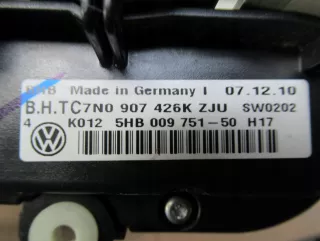 Made in Germany I 07.12.10
B.H.TC7N0 907 426K ZJU SW0202
4 K012 5HB 009 751-50 H17